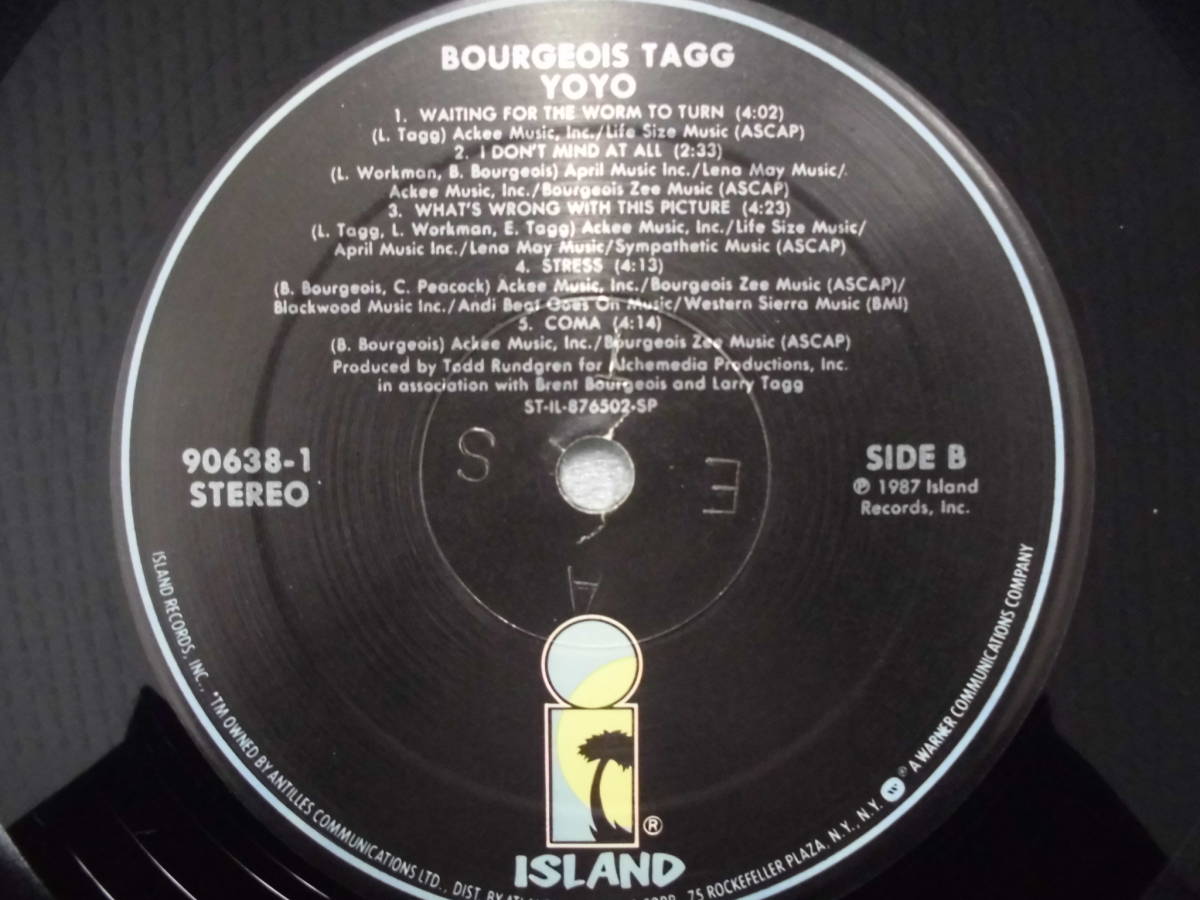 BOURGEOIS TAGG
YOYO
1. WAITING FOR THE WORM TO TURN (4:02)
(L. Tagg) Ackee Music, Inc./Life Size Music (ASCAP)
2. I DON'T MIND AT ALL (2:33)
(L. Workman, B. Bourgeois) April Music Inc./Lena May Music/
Ackee Music, Inc./Bourgeois Zee Music (ASCAP)
3. WHAT'S WRONG WITH THIS PICTURE (4:23)
(L. Tagg, L. Workman, E. Tagg) Ackee Music, Inc./Life Size Music/
April Music Inc./Lena May Music/Sympathetic Music (ASCAP)
4. STRESS (4:13)
(B. Bourgeois, C. Peacock) Ackee Music, Inc./Bourgeois Zee Music (ASCAP)/
Blackwood Music Inc./Andi Beat Goes On Music/Western Sierra Music (BMI)
5. COMA (4:14)
(B. Bourgeois) Ackee Music, Inc./Bourgeois Zee Music (ASCAP)
Produced by Todd Rundgren for Alchemedia Productions, Inc.
in association with Brent Bourgeois and Larry Tagg
ST-IL-876502-SP
90638-1
STEREO
SIDE B
℗ 1987 Island
Records, Inc.
S
E
A
®
ISLAND
ISLAND RECORDS, INC., *TM OWNED BY ANTILLES COMMUNICATIONS LTD., DIST. BY 75 ROCKEFELLER PLAZA, N.Y., N.Y. ® A WARNER COMMUNICATIONS COMPANY